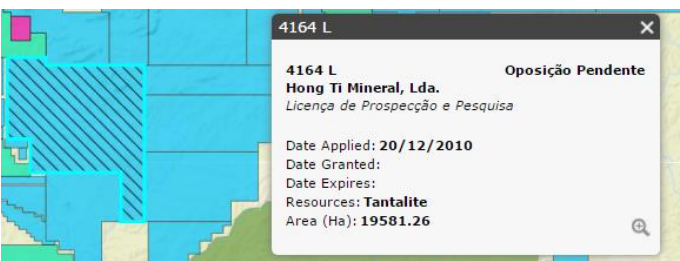 4164 L
4164 L Oposição Pendente
Hong Ti Mineral, Lda.
Licença de Prospecção e Pesquisa
Date Applied: 20/12/2010
Date Granted:
Date Expires:
Resources: Tantalite
Area (Ha): 19581.26